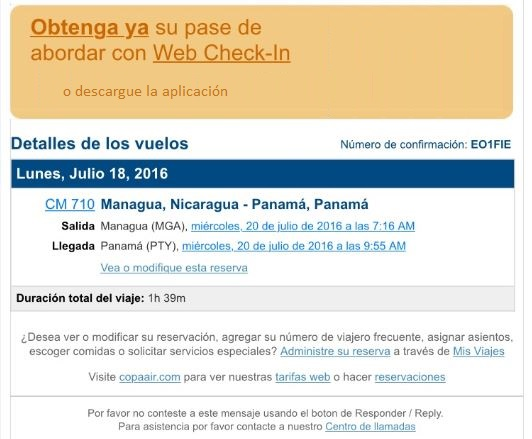 Obtenga ya su pase de
abordar con Web Check-In
o descargue la aplicación
Detalles de los vuelos
Número de confirmación: EO1FIE
Lunes, Julio 18, 2016
CM 710 Managua, Nicaragua - Panamá, Panamá
Salida Managua (MGA), miércoles, 20 de julio de 2016 a las 7:16 AM
Llegada Panamá (PTY), miércoles, 20 de julio de 2016 a las 9:55 AM
Vea o modifique esta reserva
Duración total del viaje: 1h 39m
¿Desea ver o modificar su reservación, agregar su número de viajero frecuente, asignar asientos,
escoger comidas o solicitar servicios especiales? Administre su reserva a través de Mis Viajes
Visite copaair.com para ver nuestras tarifas web o hacer reservaciones
Por favor no conteste a este mensaje usando el boton de Responder / Reply.
Para asistencia por favor contacte a nuestro Centro de llamadas